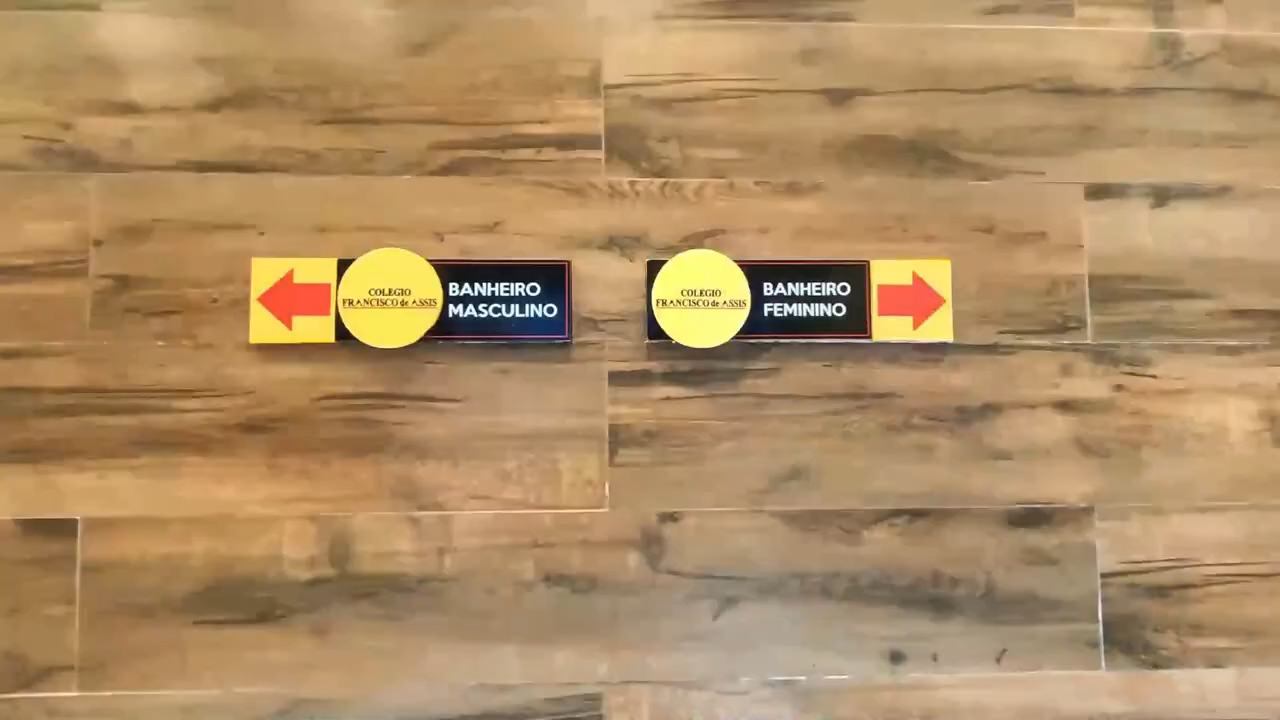 COLEGIO
FRANCISCO de ASSIS
BANHEIRO
MASCULINO
COLEGIO
FRANCISCO de ASSIS
BANHEIRO
FEMININO